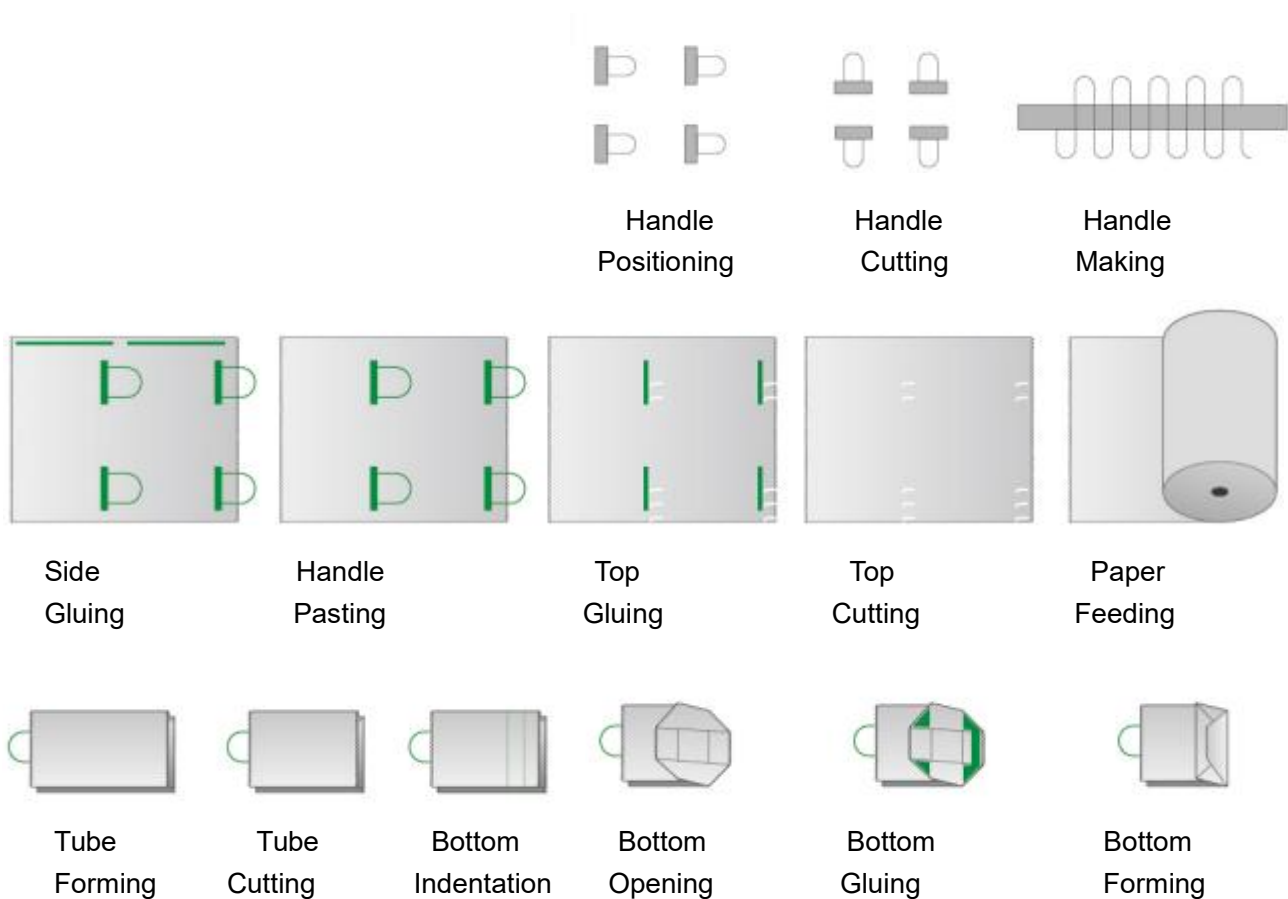 Handle Handle Handle
Positioning Cutting Making
Side Handle Top Top Paper
Gluing Pasting Gluing Cutting Feeding
Tube Tube Bottom Bottom Bottom Bottom
Forming Cutting Indentation Opening Gluing Forming